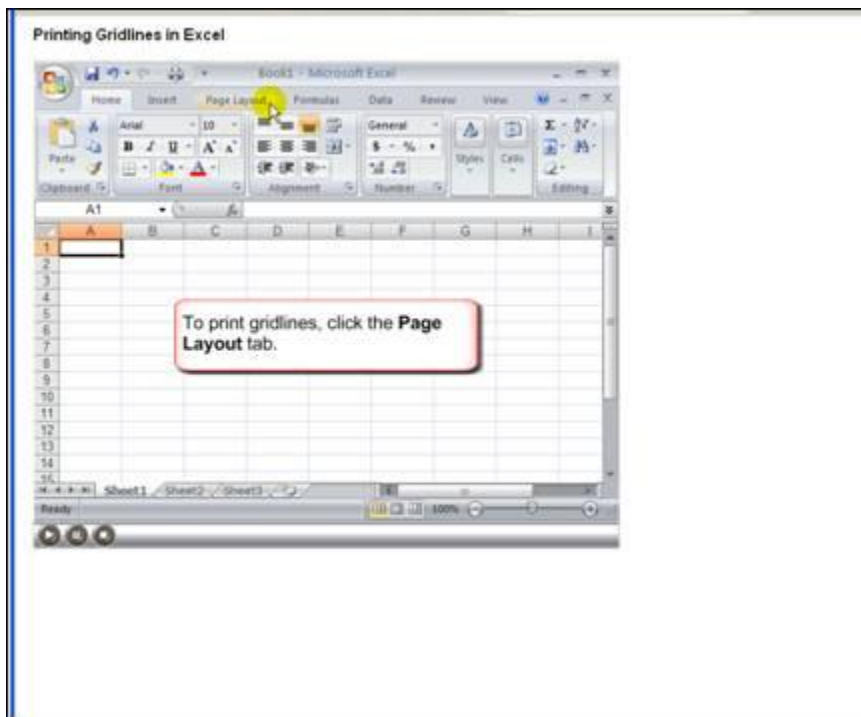 Printing Gridlines in Excel
Book1 - Microsoft Excel
Home Insert Page Layout Formulas Data Review View
Paste
Arial 10
B I U A A
General
$ - %
Styles Cells
Clipboard Font Alignment Number Editing
A1 fx
A B C D E F G H I
1
2
3
4
5
6
7
8
9
10
11
12
13
14
15
To print gridlines, click the Page
Layout tab.
Sheet1 Sheet2 Sheet3
Ready 100%